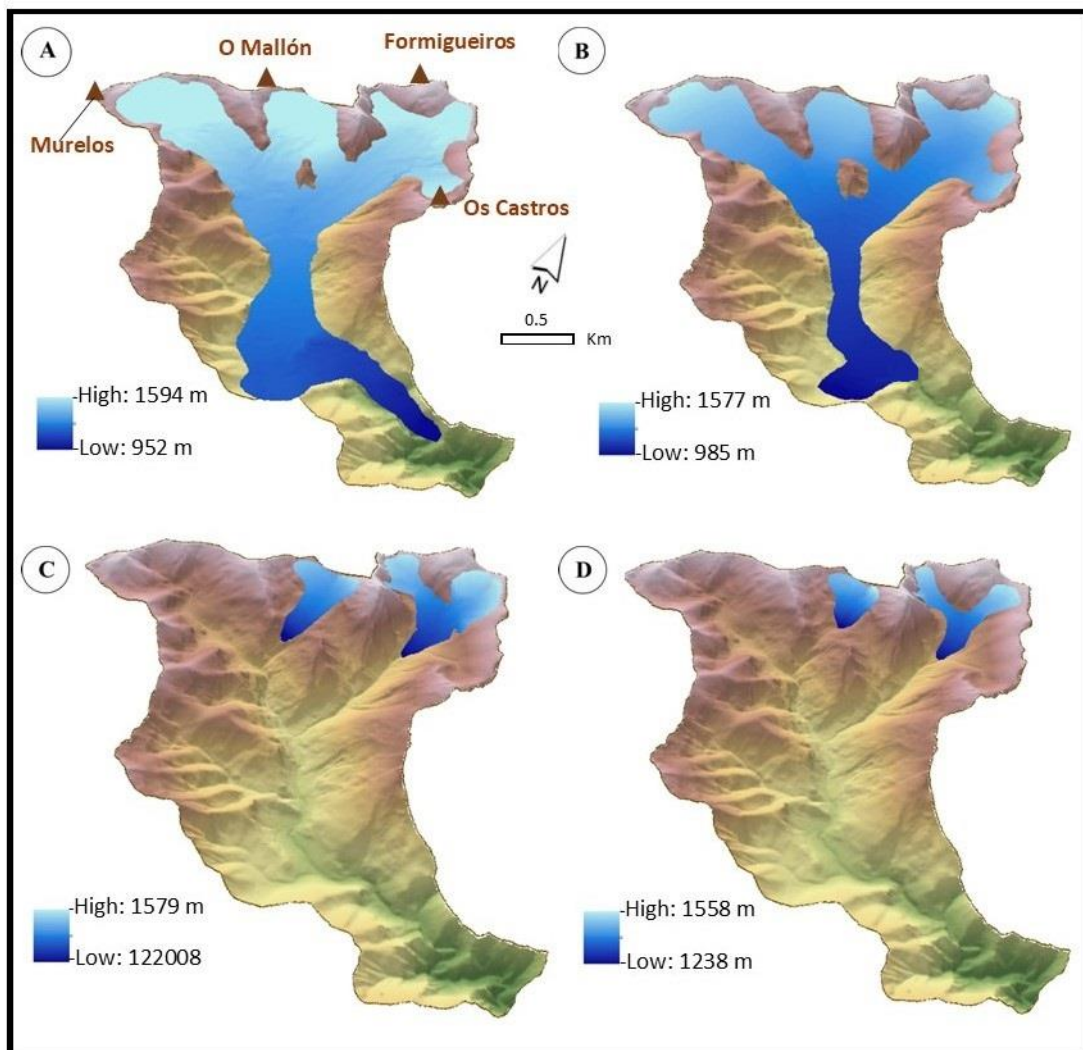 A
O Mallón
Formigueiros
B
Murelos
Os Castros
N
0.5
Km
High: 1594 m
Low: 952 m
High: 1577 m
Low: 985 m
C
D
High: 1579 m
Low: 122008
High: 1558 m
Low: 1238 m